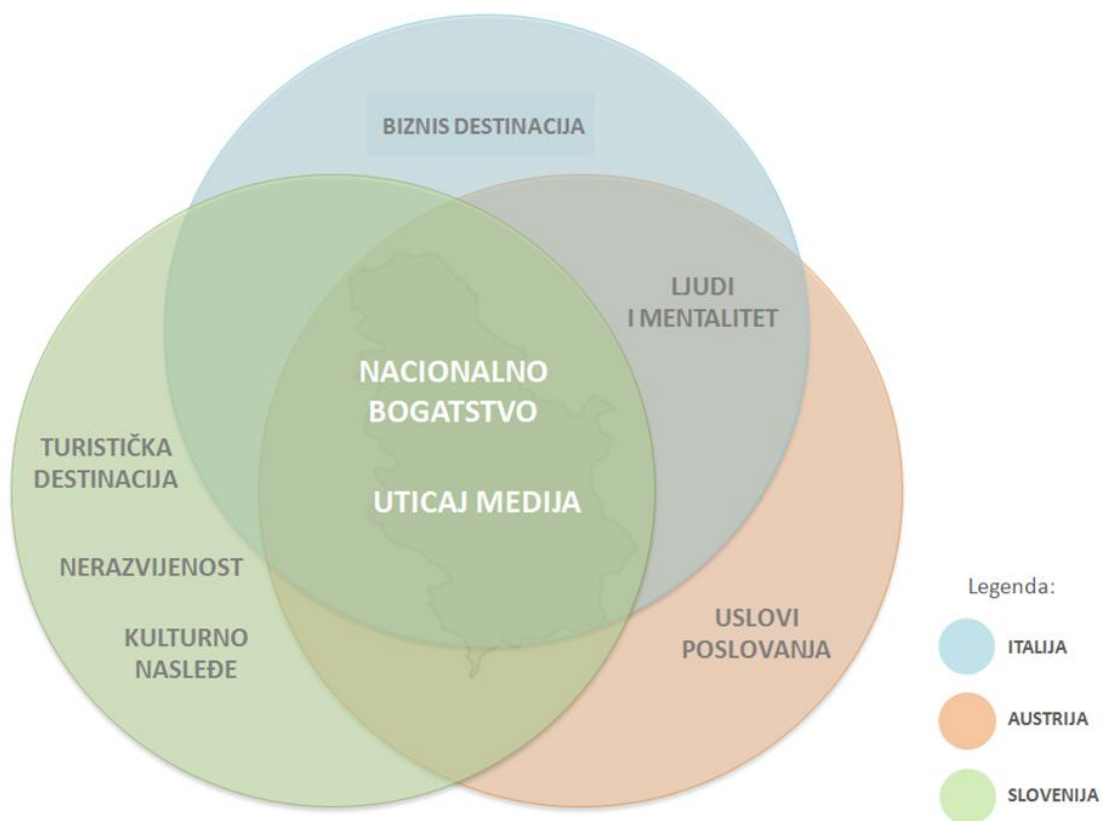 BIZNIS DESTINACIJA
LJUDI
I MENTALITET
NACIONALNO
BOGATSTVO
UTICAJ MEDIJA
TURISTIČKA
DESTINACIJA
NERAZVIJENOST
KULTURNO
NASLEĐE
USLOVI
POSLOVANJA
Legenda:
ITALIJA
AUSTRIJA
SLOVENIJA